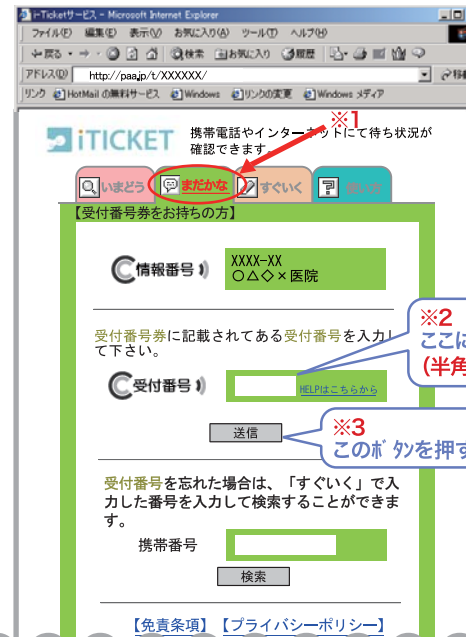 i-Ticketサービス - Microsoft Internet Explorer
ファイル(F) 編集(E) 表示(V) お気に入り(A) ツール(T) ヘルプ(H)
戻る 検索 お気に入り 履歴
アドレス(D) http://paa.jp/t/XXXXXX/ 移動
リンク HotMail の無料サービス Windows リンクの変更 Windows メディア
※1
iTICKET 携帯電話やインターネットにて待ち状況が
確認できます。
いまどう まだかな すぐいく ? 使い方
【受付番号券をお持ちの方】
情報番号 XXXX-XX
○△◇×医院
※2
受付番号券に記載されてある受付番号を入力し
て下さい。
ここに
(半角
受付番号 HELPはこちらから
※3
送信 このボタンを押す
受付番号を忘れた場合は、「すぐいく」で入
力した番号を入力して検索することができま
す。
携帯番号
検索
【免責条項】【プライバシーポリシー】